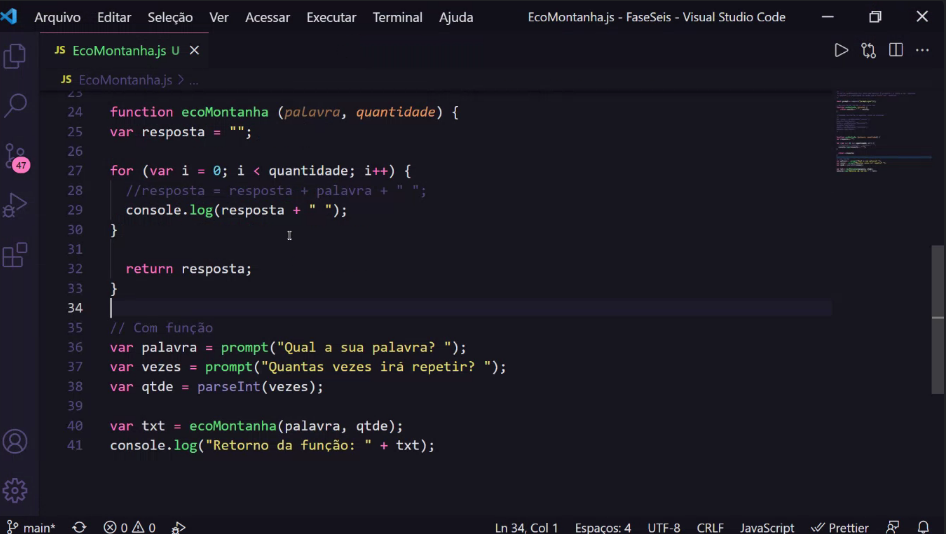 Arquivo Editar Seleção Ver Acessar Executar Terminal Ajuda EcoMontanha.js - FaseSeis - Visual Studio Code
JS EcoMontanha.js U
JS EcoMontanha.js > ...
23
24 function ecoMontanha (palavra, quantidade) {
25 var resposta = "";
26
27 for (var i = 0; i < quantidade; i++) {
28 //resposta = resposta + palavra + " ";
29 console.log(resposta + " ");
30 }
31
32 return resposta;
33 }
34
35 // Com função
36 var palavra = prompt("Qual a sua palavra? ");
37 var vezes = prompt("Quantas vezes irá repetir? ");
38 var qtde = parseInt(vezes);
39
40 var txt = ecoMontanha(palavra, qtde);
41 console.log("Retorno da função: " + txt);
47
main* 0 0 Ln 34, Col 1 Espaços: 4 UTF-8 CRLF JavaScript Prettier